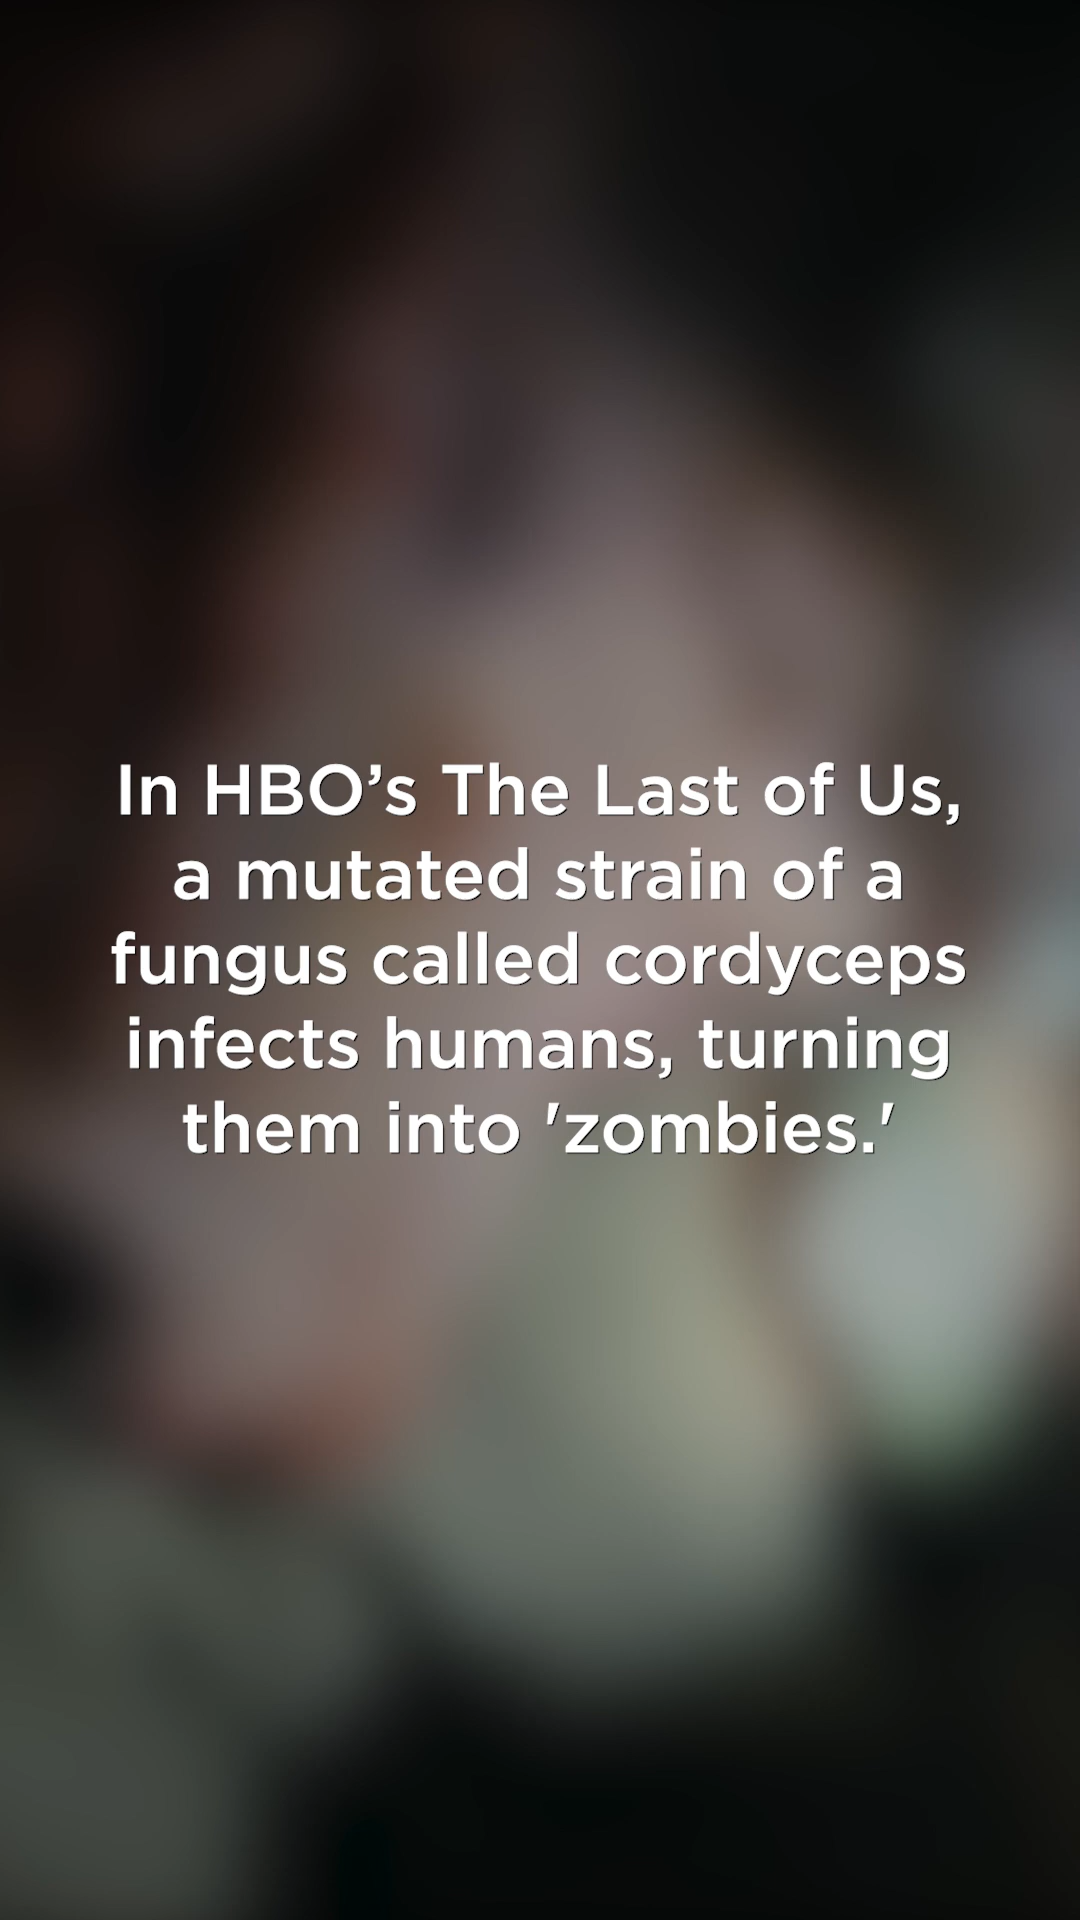 In HBO’s The Last of Us,
a mutated strain of a
fungus called cordyceps
infects humans, turning
them into 'zombies.'